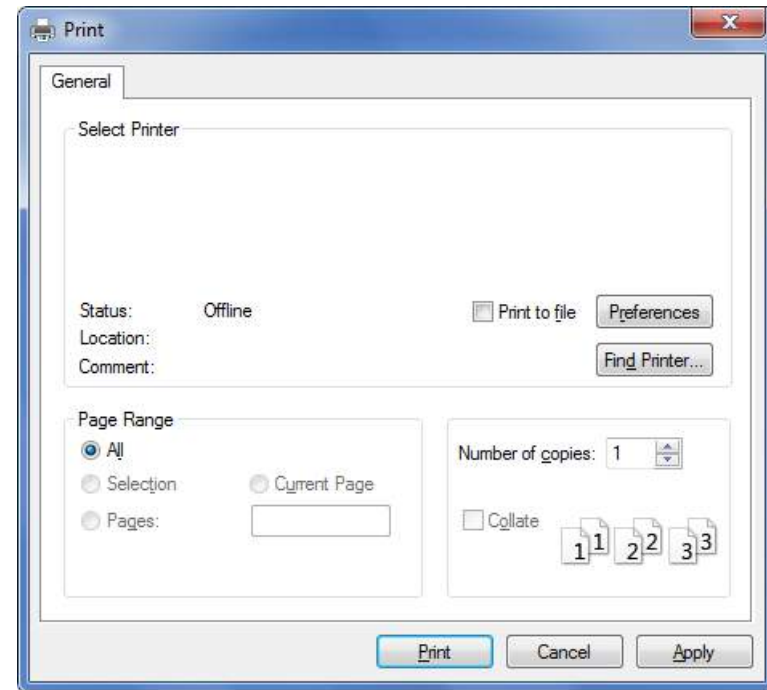 Print
General
Select Printer
Status: Offline
Print to file
Preferences
Location:
Comment:
Find Printer...
Page Range
All
Selection
Current Page
Pages:
Number of copies: 1
Collate
1 1 2 2 3 3
Print
Cancel
Apply